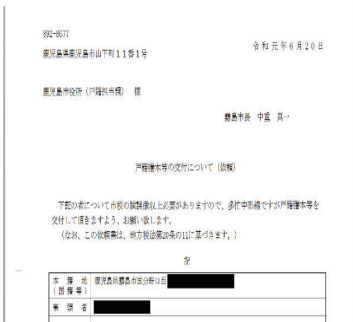 892-8677
鹿児島県鹿児島市山下町11番1号
令和元年6月20日
鹿児島市役所(戸籍担当課) 様
霧島市長 中重 真一
戸籍謄本等の交付について(依頼)
下記の者について市税の賦課徴収上必要がありますので、多忙中恐縮ですが戸籍謄本等を
交付して頂きますよう、お願い致します。
(なお、この依頼書は、地方税法第20条の11に基づきます。)
記
本籍地 鹿児島県霧島市国分野口西
(国籍等)
筆頭者